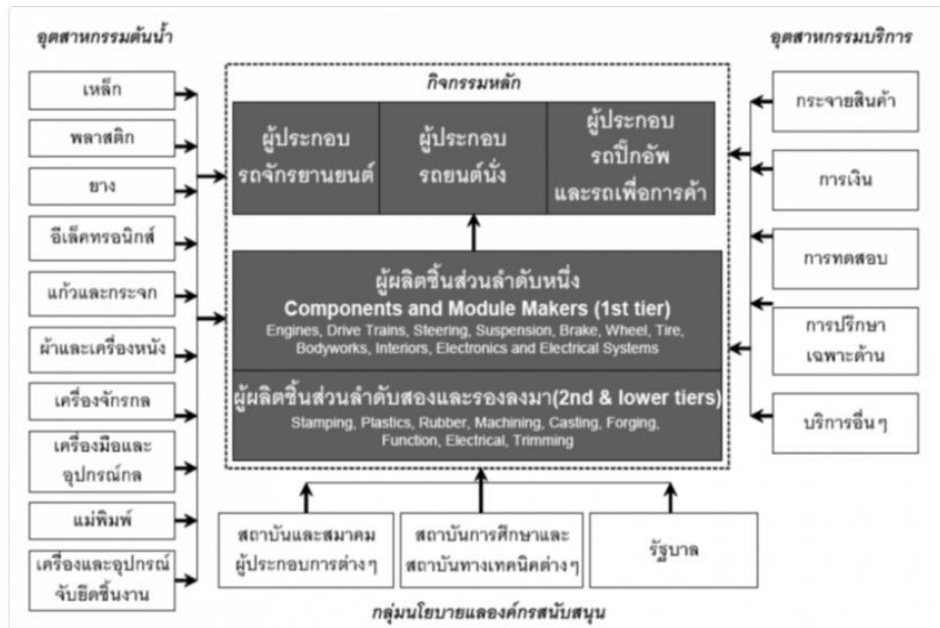 อุตสาหกรรมต้นน้ำ
เหล็ก
พลาสติก
ยาง
อีเล็คทรอนิกส์
แก้วและกระจก
ผ้าและเครื่องหนัง
เครื่องจักรกล
เครื่องมือและ
อุปกรณ์กล
แม่พิมพ์
เครื่องและอุปกรณ์
จับยึดชิ้นงาน
กิจกรรมหลัก
ผู้ประกอบ
รถจักรยานยนต์
ผู้ประกอบ
รถยนต์นั่ง
ผู้ประกอบ
รถปิ๊กอัพ
และรถเพื่อการค้า
ผู้ผลิตชิ้นส่วนลำดับหนึ่ง
Components and Module Makers (1st tier)
Engines, Drive Trains, Steering, Suspension, Brake, Wheel, Tire,
Bodyworks, Interiors, Electronics and Electrical Systems
ผู้ผลิตชิ้นส่วนลำดับสองและรองลงมา(2nd & lower tiers)
Stamping, Plastics, Rubber, Machining, Casting, Forging,
Function, Electrical, Trimming
อุตสาหกรรมบริการ
กระจายสินค้า
การเงิน
การทดสอบ
การปรึกษา
เฉพาะด้าน
บริการอื่นๆ
สถาบันและสมาคม
ผู้ประกอบการต่างๆ
สถาบันการศึกษาและ
สถาบันทางเทคนิคต่างๆ
รัฐบาล
กลุ่มนโยบายแลองค์กรสนับสนุน